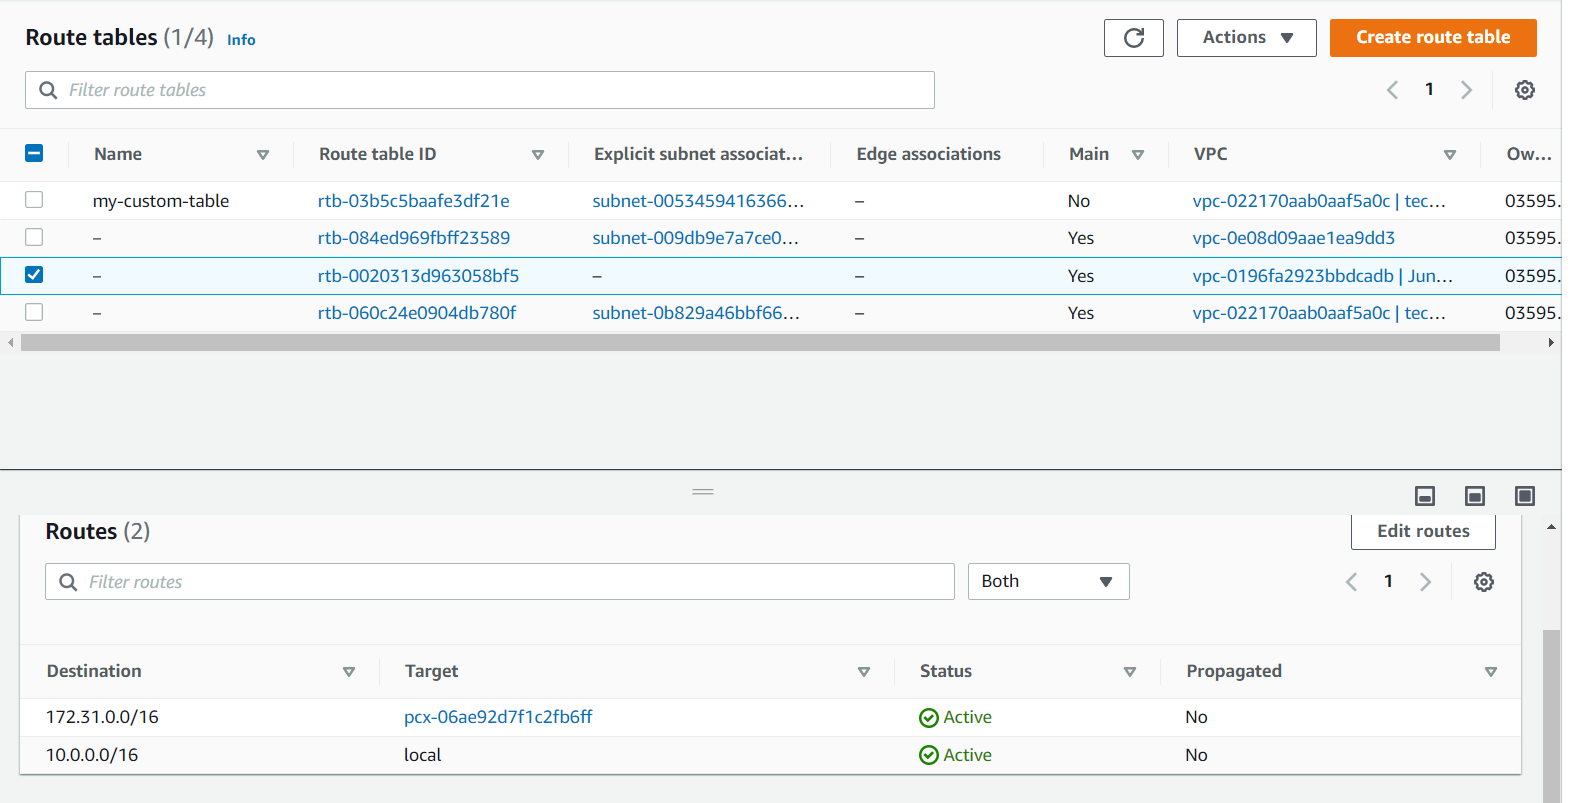 Route tables (1/4) Info Actions Create route table
Filter route tables 1
Name Route table ID Explicit subnet associat... Edge associations Main VPC Ow...
my-custom-table rtb-03b5c5baafe3df21e subnet-0053459416366... – No vpc-022170aab0aaf5a0c | tec... 03595.
– rtb-084ed969fbff23589 subnet-009db9e7a7ce0... – Yes vpc-0e08d09aae1ea9dd3 03595.
– rtb-0020313d963058bf5 – – Yes vpc-0196fa2923bbdcadb | Jun... 03595.
– rtb-060c24e0904db780f subnet-0b829a46bbf66... – Yes vpc-022170aab0aaf5a0c | tec... 03595.
Routes (2) Edit routes
Filter routes Both 1
Destination Target Status Propagated
172.31.0.0/16 pcx-06ae92d7f1c2fb6ff Active No
10.0.0.0/16 local Active No